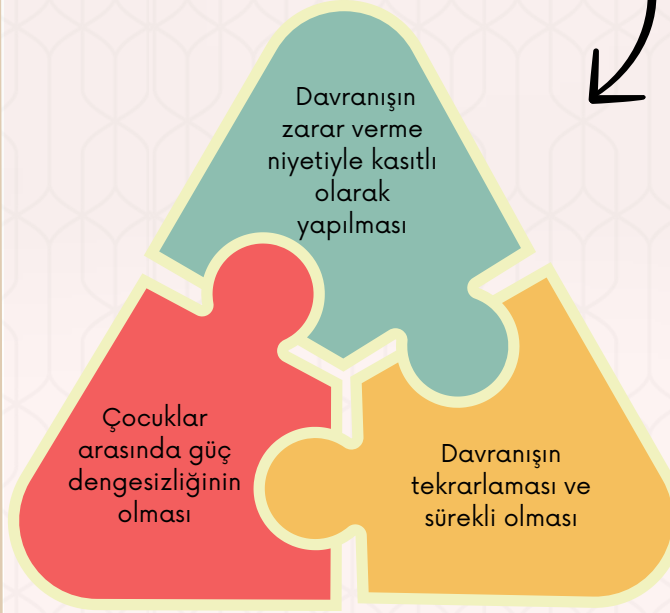 Davranışın
zarar verme
niyetiyle kasıtlı
olarak
yapılması
Çocuklar
arasında güç
dengesizliğinin
olması
Davranışın
tekrarlaması ve
sürekli olması